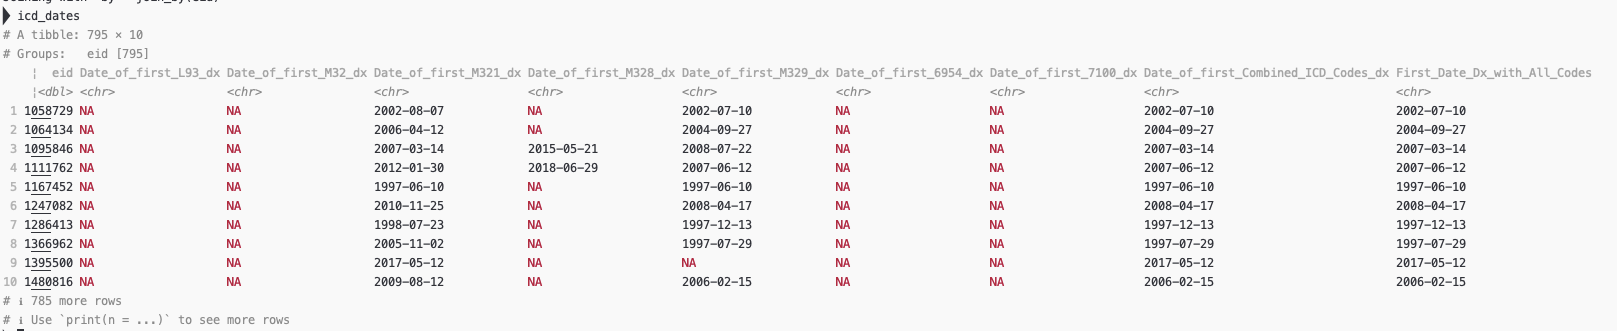 icd_dates
# A tibble: 795 × 10
# Groups:   eid [795]
¦ eid Date_of_first_L93_dx Date_of_first_M32_dx Date_of_first_M321_dx Date_of_first_M328_dx Date_of_first_M329_dx Date_of_first_6954_dx Date_of_first_7100_dx Date_of_first_Combined_ICD_Codes_dx First_Date_Dx_with_All_Codes
¦<dbl> <chr> <chr> <chr> <chr> <chr> <chr> <chr> <chr> <chr>
1 1058729 NA NA 2002-08-07 NA 2002-07-10 NA NA 2002-07-10 2002-07-10
2 1064134 NA NA 2006-04-12 NA 2004-09-27 NA NA 2004-09-27 2004-09-27
3 1095846 NA NA 2007-03-14 2015-05-21 2008-07-22 NA NA 2007-03-14 2007-03-14
4 1111762 NA NA 2012-01-30 2018-06-29 2007-06-12 NA NA 2007-06-12 2007-06-12
5 1167452 NA NA 1997-06-10 NA 1997-06-10 NA NA 1997-06-10 1997-06-10
6 1247082 NA NA 2010-11-25 NA 2008-04-17 NA NA 2008-04-17 2008-04-17
7 1286413 NA NA 1998-07-23 NA 1997-12-13 NA NA 1997-12-13 1997-12-13
8 1366962 NA NA 2005-11-02 NA 1997-07-29 NA NA 1997-07-29 1997-07-29
9 1395500 NA NA 2017-05-12 NA NA NA NA 2017-05-12 2017-05-12
10 1480816 NA NA 2009-08-12 NA 2006-02-15 NA NA 2006-02-15 2006-02-15
# ℹ 785 more rows
# ℹ Use `print(n = ...)` to see more rows